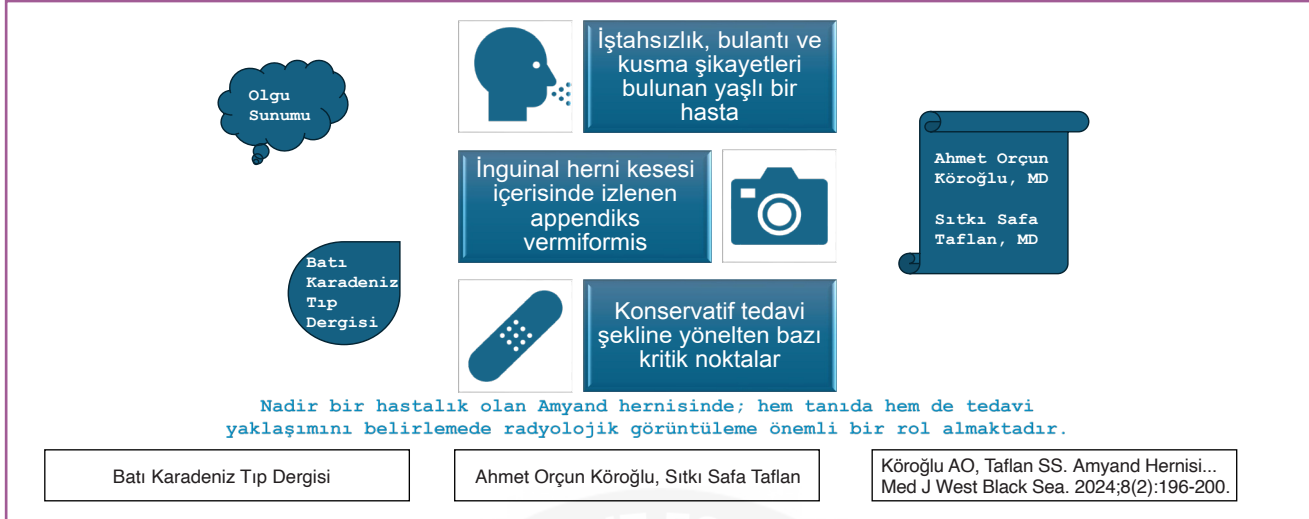 Olgu
Sunumu
İştahsızlık, bulantı ve
kusma şikayetleri
bulunan yaşlı bir
hasta
Ahmet Orçun
Köroğlu, MD
Sıtkı Safa
Taflan, MD
İnguinal herni kesesi
içerisinde izlenen
appendiks
vermiformis
Batı
Karadeniz
Tıp
Dergisi
Konservatif tedavi
şekline yönelten bazı
kritik noktalar
Nadir bir hastalık olan Amyand hernisinde; hem tanıda hem de tedavi
yaklaşımını belirlemede radyolojik görüntüleme önemli bir rol almaktadır.
Batı Karadeniz Tıp Dergisi
Ahmet Orçun Köroğlu, Sıtkı Safa Taflan
Köroğlu AO, Taflan SS. Amyand Hernisi...
Med J West Black Sea. 2024;8(2):196-200.